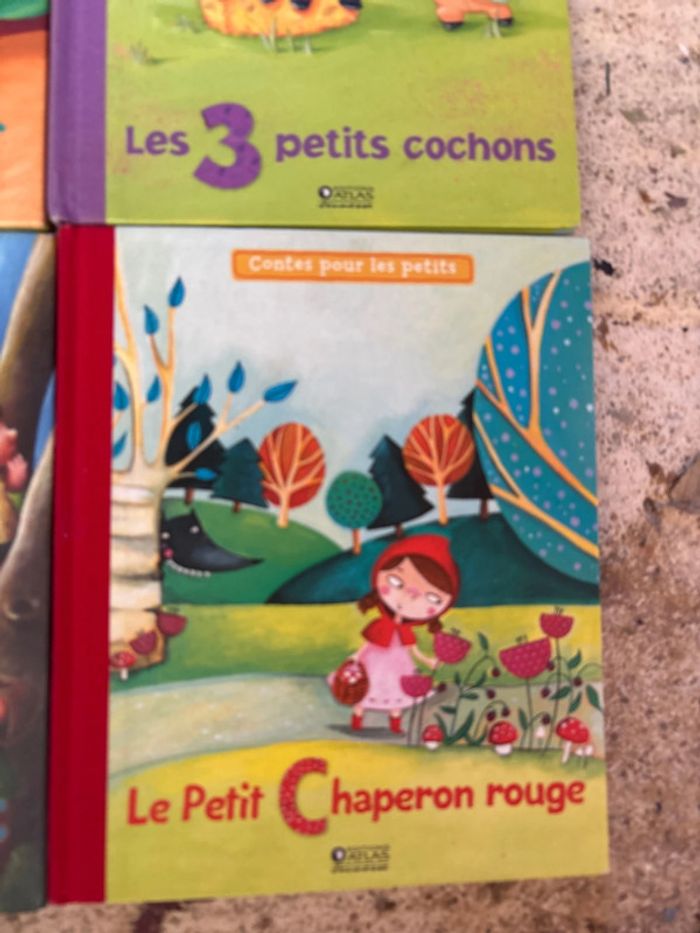 Les 3 petits cochons
ATLAS
Contes pour les petits
Le Petit Chaperon rouge
ATLAS